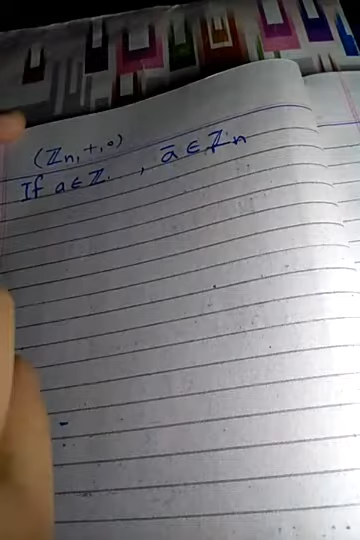 (ℤn, +, ∘)
If a ∈ ℤ , ā ∈ ℤn